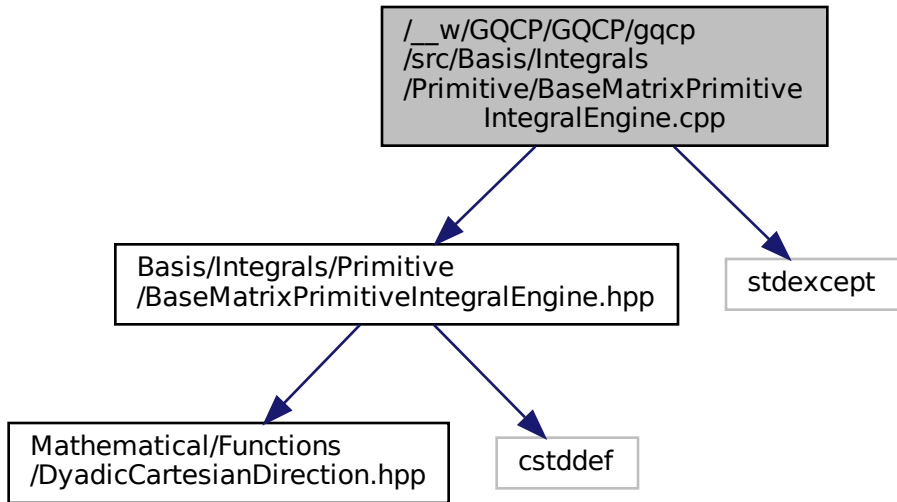 /__w/GQCP/GQCP/gqcp
/src/Basis/Integrals
/Primitive/BaseMatrixPrimitive
IntegralEngine.cpp
Basis/Integrals/Primitive
/BaseMatrixPrimitiveIntegralEngine.hpp
stdexcept
Mathematical/Functions
/DyadicCartesianDirection.hpp
cstddef